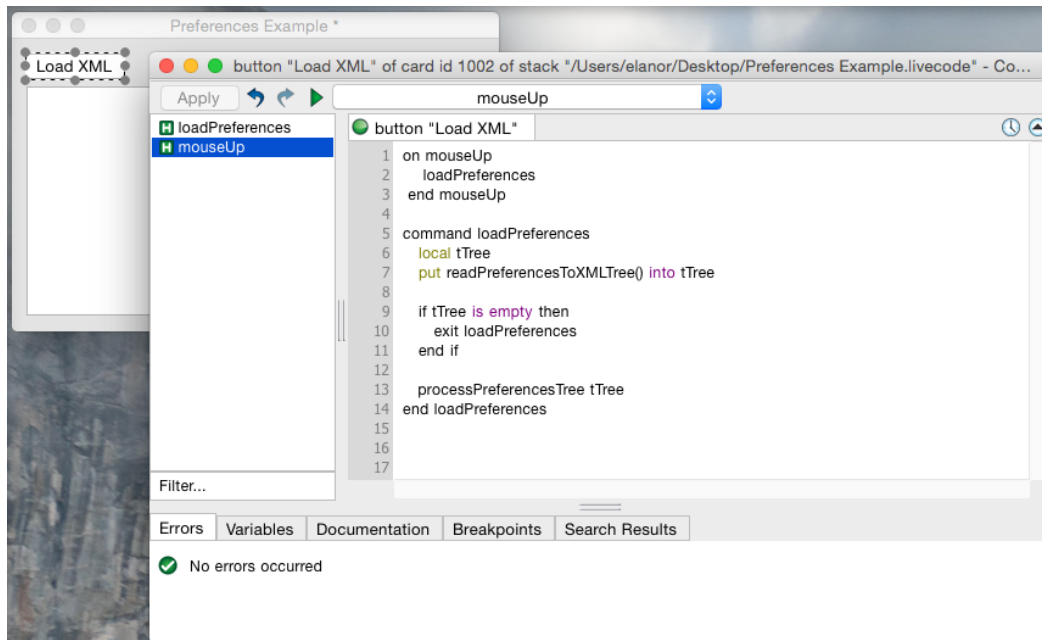 Preferences Example *
Load XML
button "Load XML" of card id 1002 of stack "/Users/elanor/Desktop/Preferences Example.livecode" - Co...
Apply
mouseUp
H loadPreferences
H mouseUp
button "Load XML"
1 on mouseUp
2 loadPreferences
3 end mouseUp
4
5 command loadPreferences
6 local tTree
7 put readPreferencesToXMLTree() into tTree
8
9 if tTree is empty then
10 exit loadPreferences
11 end if
12
13 processPreferencesTree tTree
14 end loadPreferences
15
16
17
Filter...
Errors Variables Documentation Breakpoints Search Results
No errors occurred